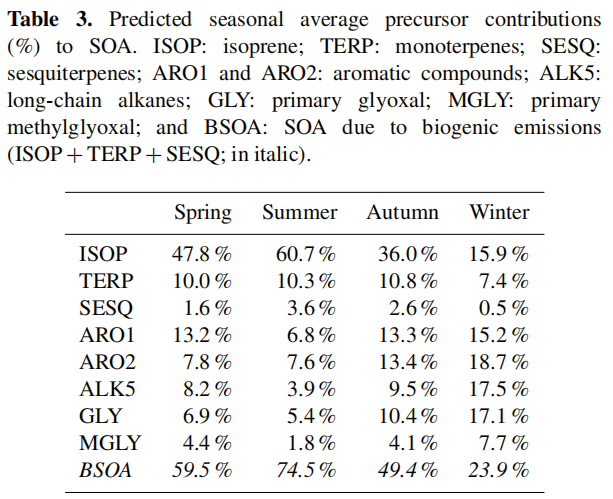 Table 3. Predicted seasonal average precursor contributions
(%) to SOA. ISOP: isoprene; TERP: monoterpenes; SESQ:
sesquiterpenes; ARO1 and ARO2: aromatic compounds; ALK5:
long-chain alkanes; GLY: primary glyoxal; MGLY: primary
methylglyoxal; and BSOA: SOA due to biogenic emissions
(ISOP + TERP + SESQ; in italic).
Spring Summer Autumn Winter
ISOP 47.8 % 60.7 % 36.0 % 15.9 %
TERP 10.0 % 10.3 % 10.8 % 7.4 %
SESQ 1.6 % 3.6 % 2.6 % 0.5 %
ARO1 13.2 % 6.8 % 13.3 % 15.2 %
ARO2 7.8 % 7.6 % 13.4 % 18.7 %
ALK5 8.2 % 3.9 % 9.5 % 17.5 %
GLY 6.9 % 5.4 % 10.4 % 17.1 %
MGLY 4.4 % 1.8 % 4.1 % 7.7 %
BSOA 59.5 % 74.5 % 49.4 % 23.9 %